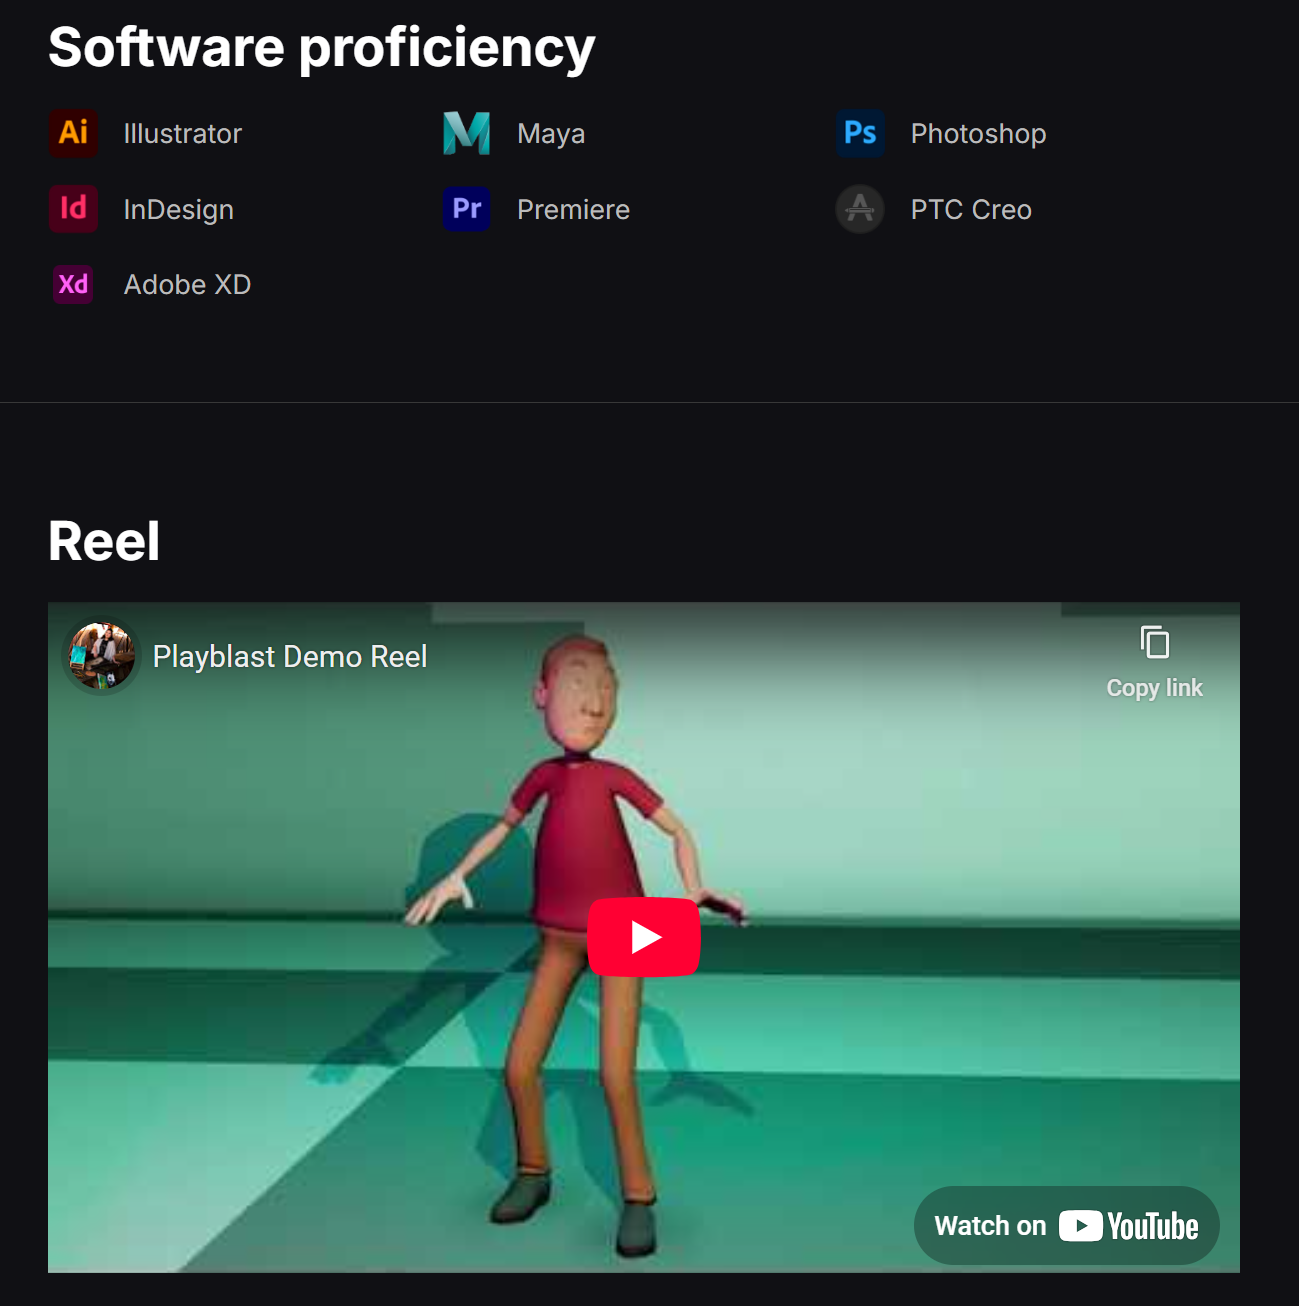 Software proficiency
Ai Illustrator
Maya
Ps Photoshop
Id InDesign
Pr Premiere
PTC Creo
Xd Adobe XD
Reel
Playblast Demo Reel
Copy link
Watch on YouTube